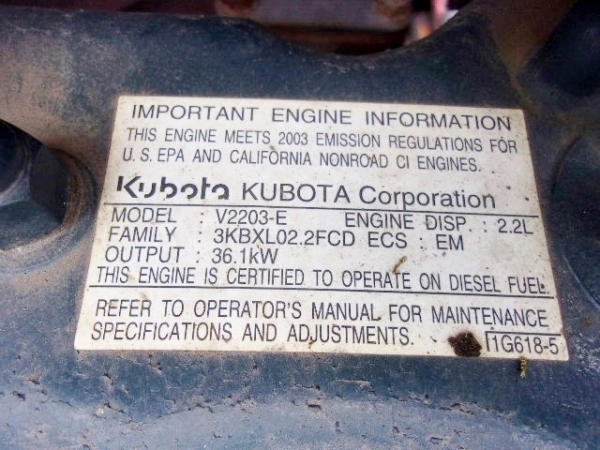 IMPORTANT ENGINE INFORMATION
THIS ENGINE MEETS 2003 EMISSION REGULATIONS FOR
U.S. EPA AND CALIFORNIA NONROAD CI ENGINES.
Kubota KUBOTA Corporation
MODEL : V2203-E ENGINE DISP. : 2.2L
FAMILY : 3KBXL02.2FCD ECS : EM
OUTPUT : 36.1kW
THIS ENGINE IS CERTIFIED TO OPERATE ON DIESEL FUEL.
REFER TO OPERATOR'S MANUAL FOR MAINTENANCE
SPECIFICATIONS AND ADJUSTMENTS. 1G618-5